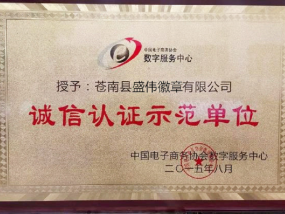 中国电子商务协会
数字服务中心
授予：苍南县盛伟徽章有限公司
诚信认证示范单位
中国电子商务协会数字服务中心
二〇一五年八月